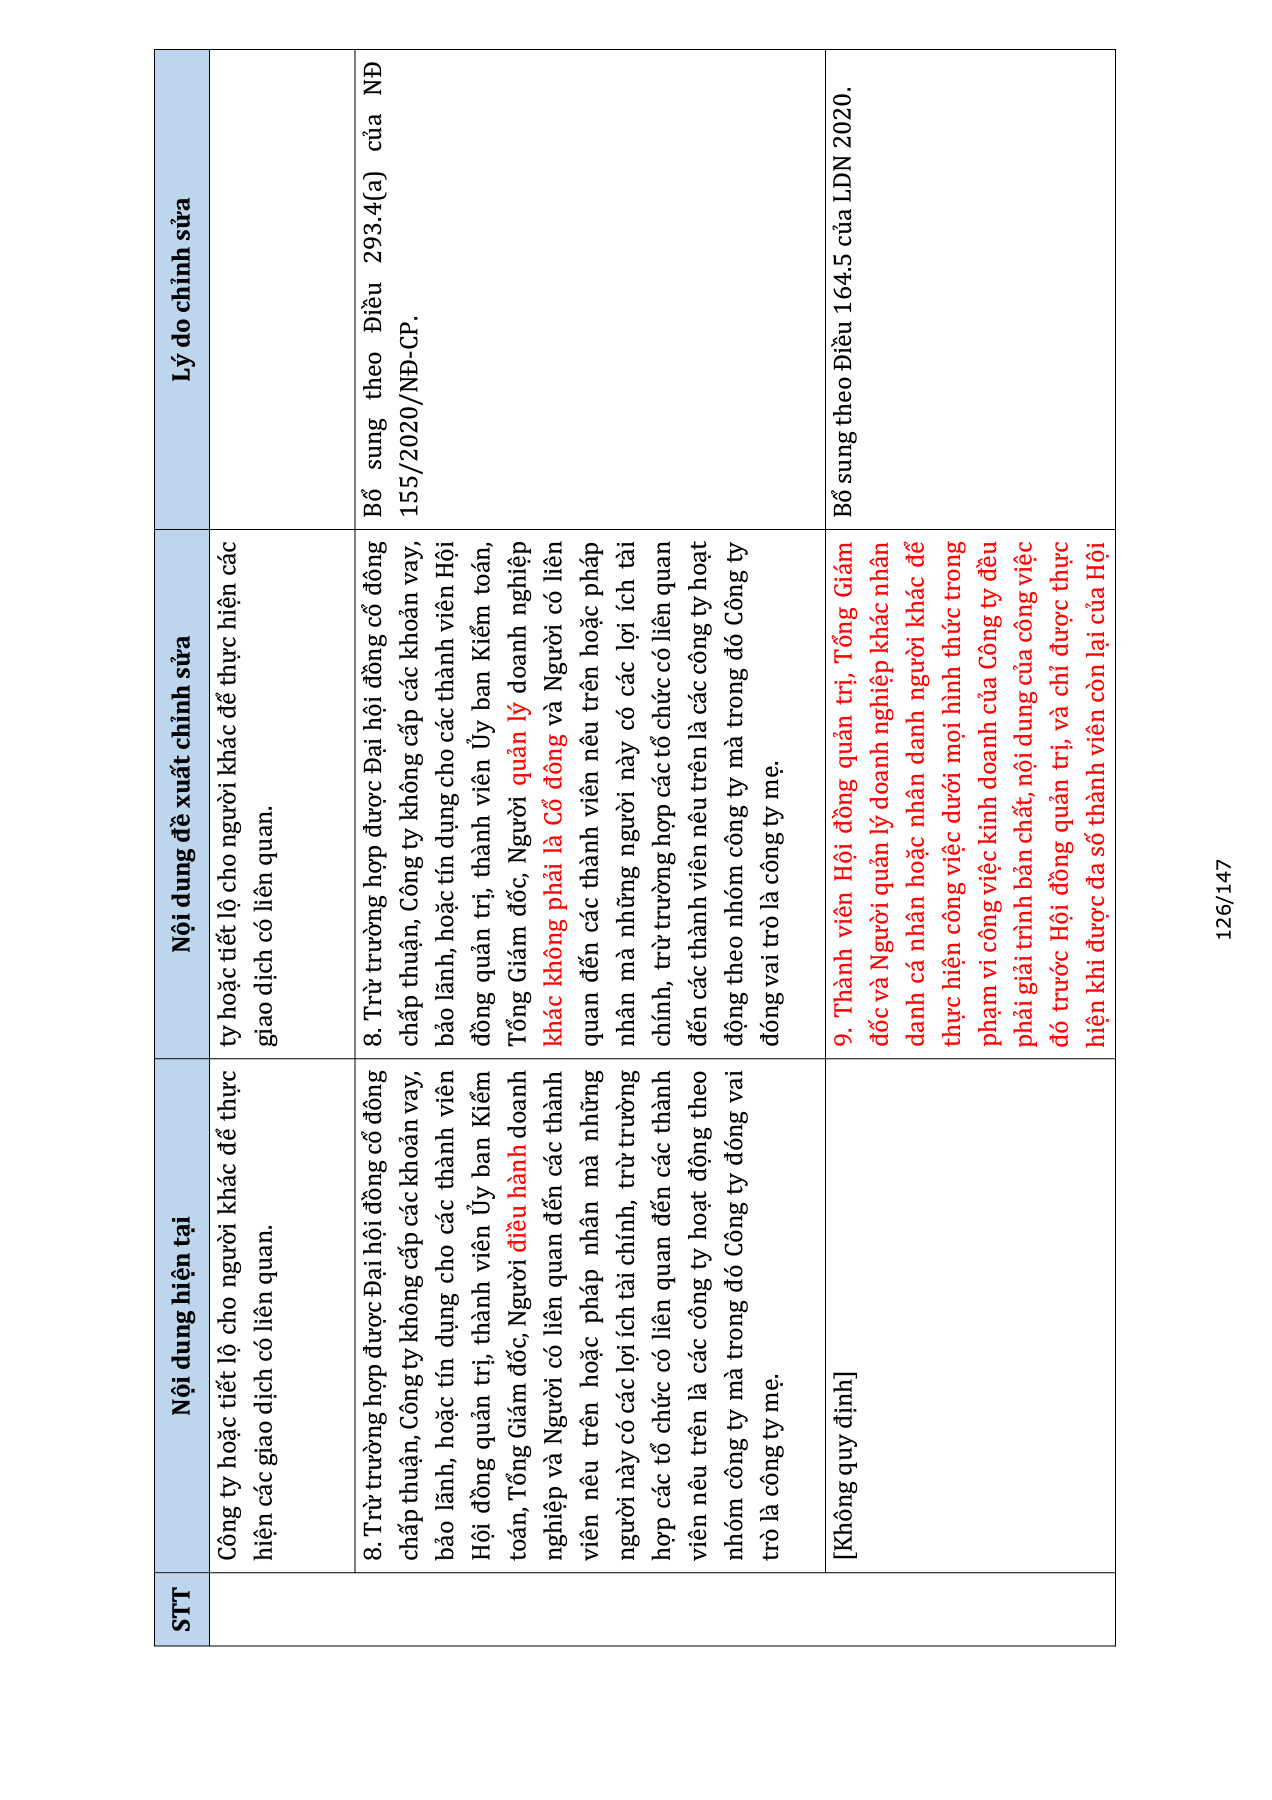 STT
Nội dung hiện tại
Nội dung đề xuất chỉnh sửa
Lý do chỉnh sửa
Công ty hoặc tiết lộ cho người khác để thực
hiện các giao dịch có liên quan.
ty hoặc tiết lộ cho người khác để thực hiện các
giao dịch có liên quan.
8. Trừ trường hợp được Đại hội đồng cổ đông
chấp thuận, Công ty không cấp các khoản vay,
bảo lãnh, hoặc tín dụng cho các thành viên
Hội đồng quản trị, thành viên Ủy ban Kiểm
toán, Tổng Giám đốc, Người điều hành doanh
nghiệp và Người có liên quan đến các thành
viên nêu trên hoặc pháp nhân mà những
người này có các lợi ích tài chính, trừ trường
hợp các tổ chức có liên quan đến các thành
viên nêu trên là các công ty hoạt động theo
nhóm công ty mà trong đó Công ty đóng vai
trò là công ty mẹ.
8. Trừ trường hợp được Đại hội đồng cổ đông
chấp thuận, Công ty không cấp các khoản vay,
bảo lãnh, hoặc tín dụng cho các thành viên Hội
đồng quản trị, thành viên Ủy ban Kiểm toán,
Tổng Giám đốc, Người quản lý doanh nghiệp
khác không phải là Cổ đông và Người có liên
quan đến các thành viên nêu trên hoặc pháp
nhân mà những người này có các lợi ích tài
chính, trừ trường hợp các tổ chức có liên quan
đến các thành viên nêu trên là các công ty hoạt
động theo nhóm công ty mà trong đó Công ty
đóng vai trò là công ty mẹ.
Bổ sung theo Điều 293.4(a) của NĐ
155/2020/NĐ-CP.
[Không quy định]
9. Thành viên Hội đồng quản trị, Tổng Giám
đốc và Người quản lý doanh nghiệp khác nhân
danh cá nhân hoặc nhân danh người khác để
thực hiện công việc dưới mọi hình thức trong
phạm vi công việc kinh doanh của Công ty đều
phải giải trình bản chất, nội dung của công việc
đó trước Hội đồng quản trị, và chỉ được thực
hiện khi được đa số thành viên còn lại của Hội
Bổ sung theo Điều 164.5 của LDN 2020.
126/147